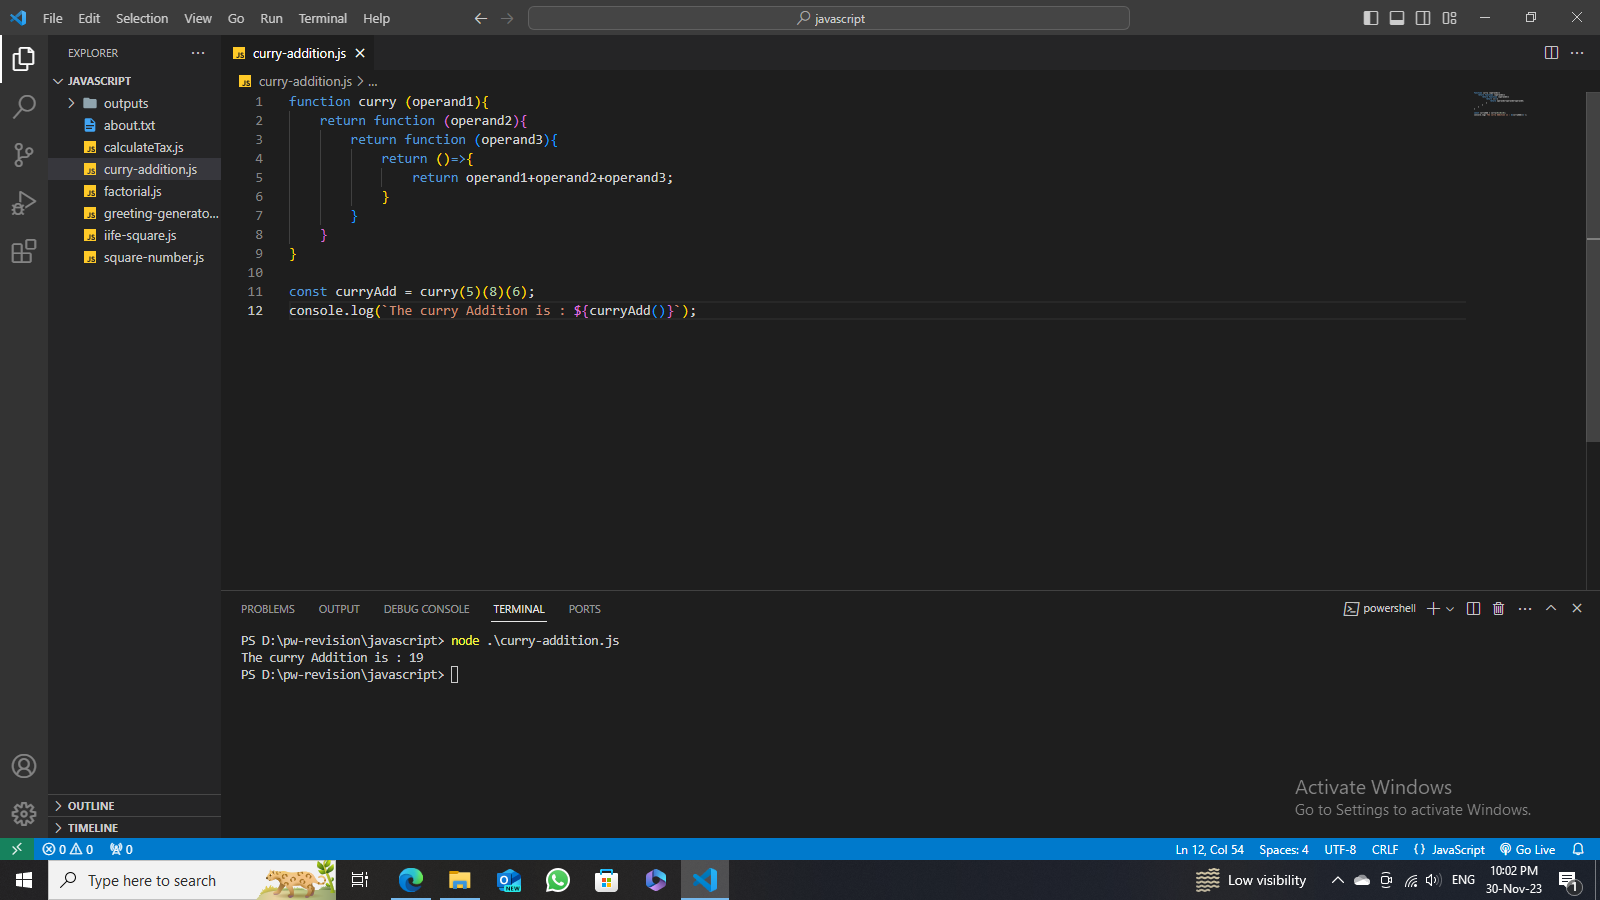 File Edit Selection View Go Run Terminal Help
javascript
EXPLORER
JAVASCRIPT
outputs
about.txt
calculateTax.js
curry-addition.js
factorial.js
greeting-generato...
iife-square.js
square-number.js
OUTLINE
TIMELINE
JS curry-addition.js
JS curry-addition.js > ...
1 function curry (operand1){
2 return function (operand2){
3 return function (operand3){
4 return ()=>{
5 return operand1+operand2+operand3;
6 }
7 }
8 }
9 }
10
11 const curryAdd = curry(5)(8)(6);
12 console.log(`The curry Addition is : ${curryAdd()}`);
PROBLEMS OUTPUT DEBUG CONSOLE TERMINAL PORTS
powershell
PS D:\pw-revision\javascript> node .\curry-addition.js
The curry Addition is : 19
PS D:\pw-revision\javascript>
Activate Windows
Go to Settings to activate Windows.
0 0 0
Ln 12, Col 54 Spaces: 4 UTF-8 CRLF {} JavaScript Go Live
Type here to search
NEW
Low visibility
ENG
10:02 PM
30-Nov-23
1